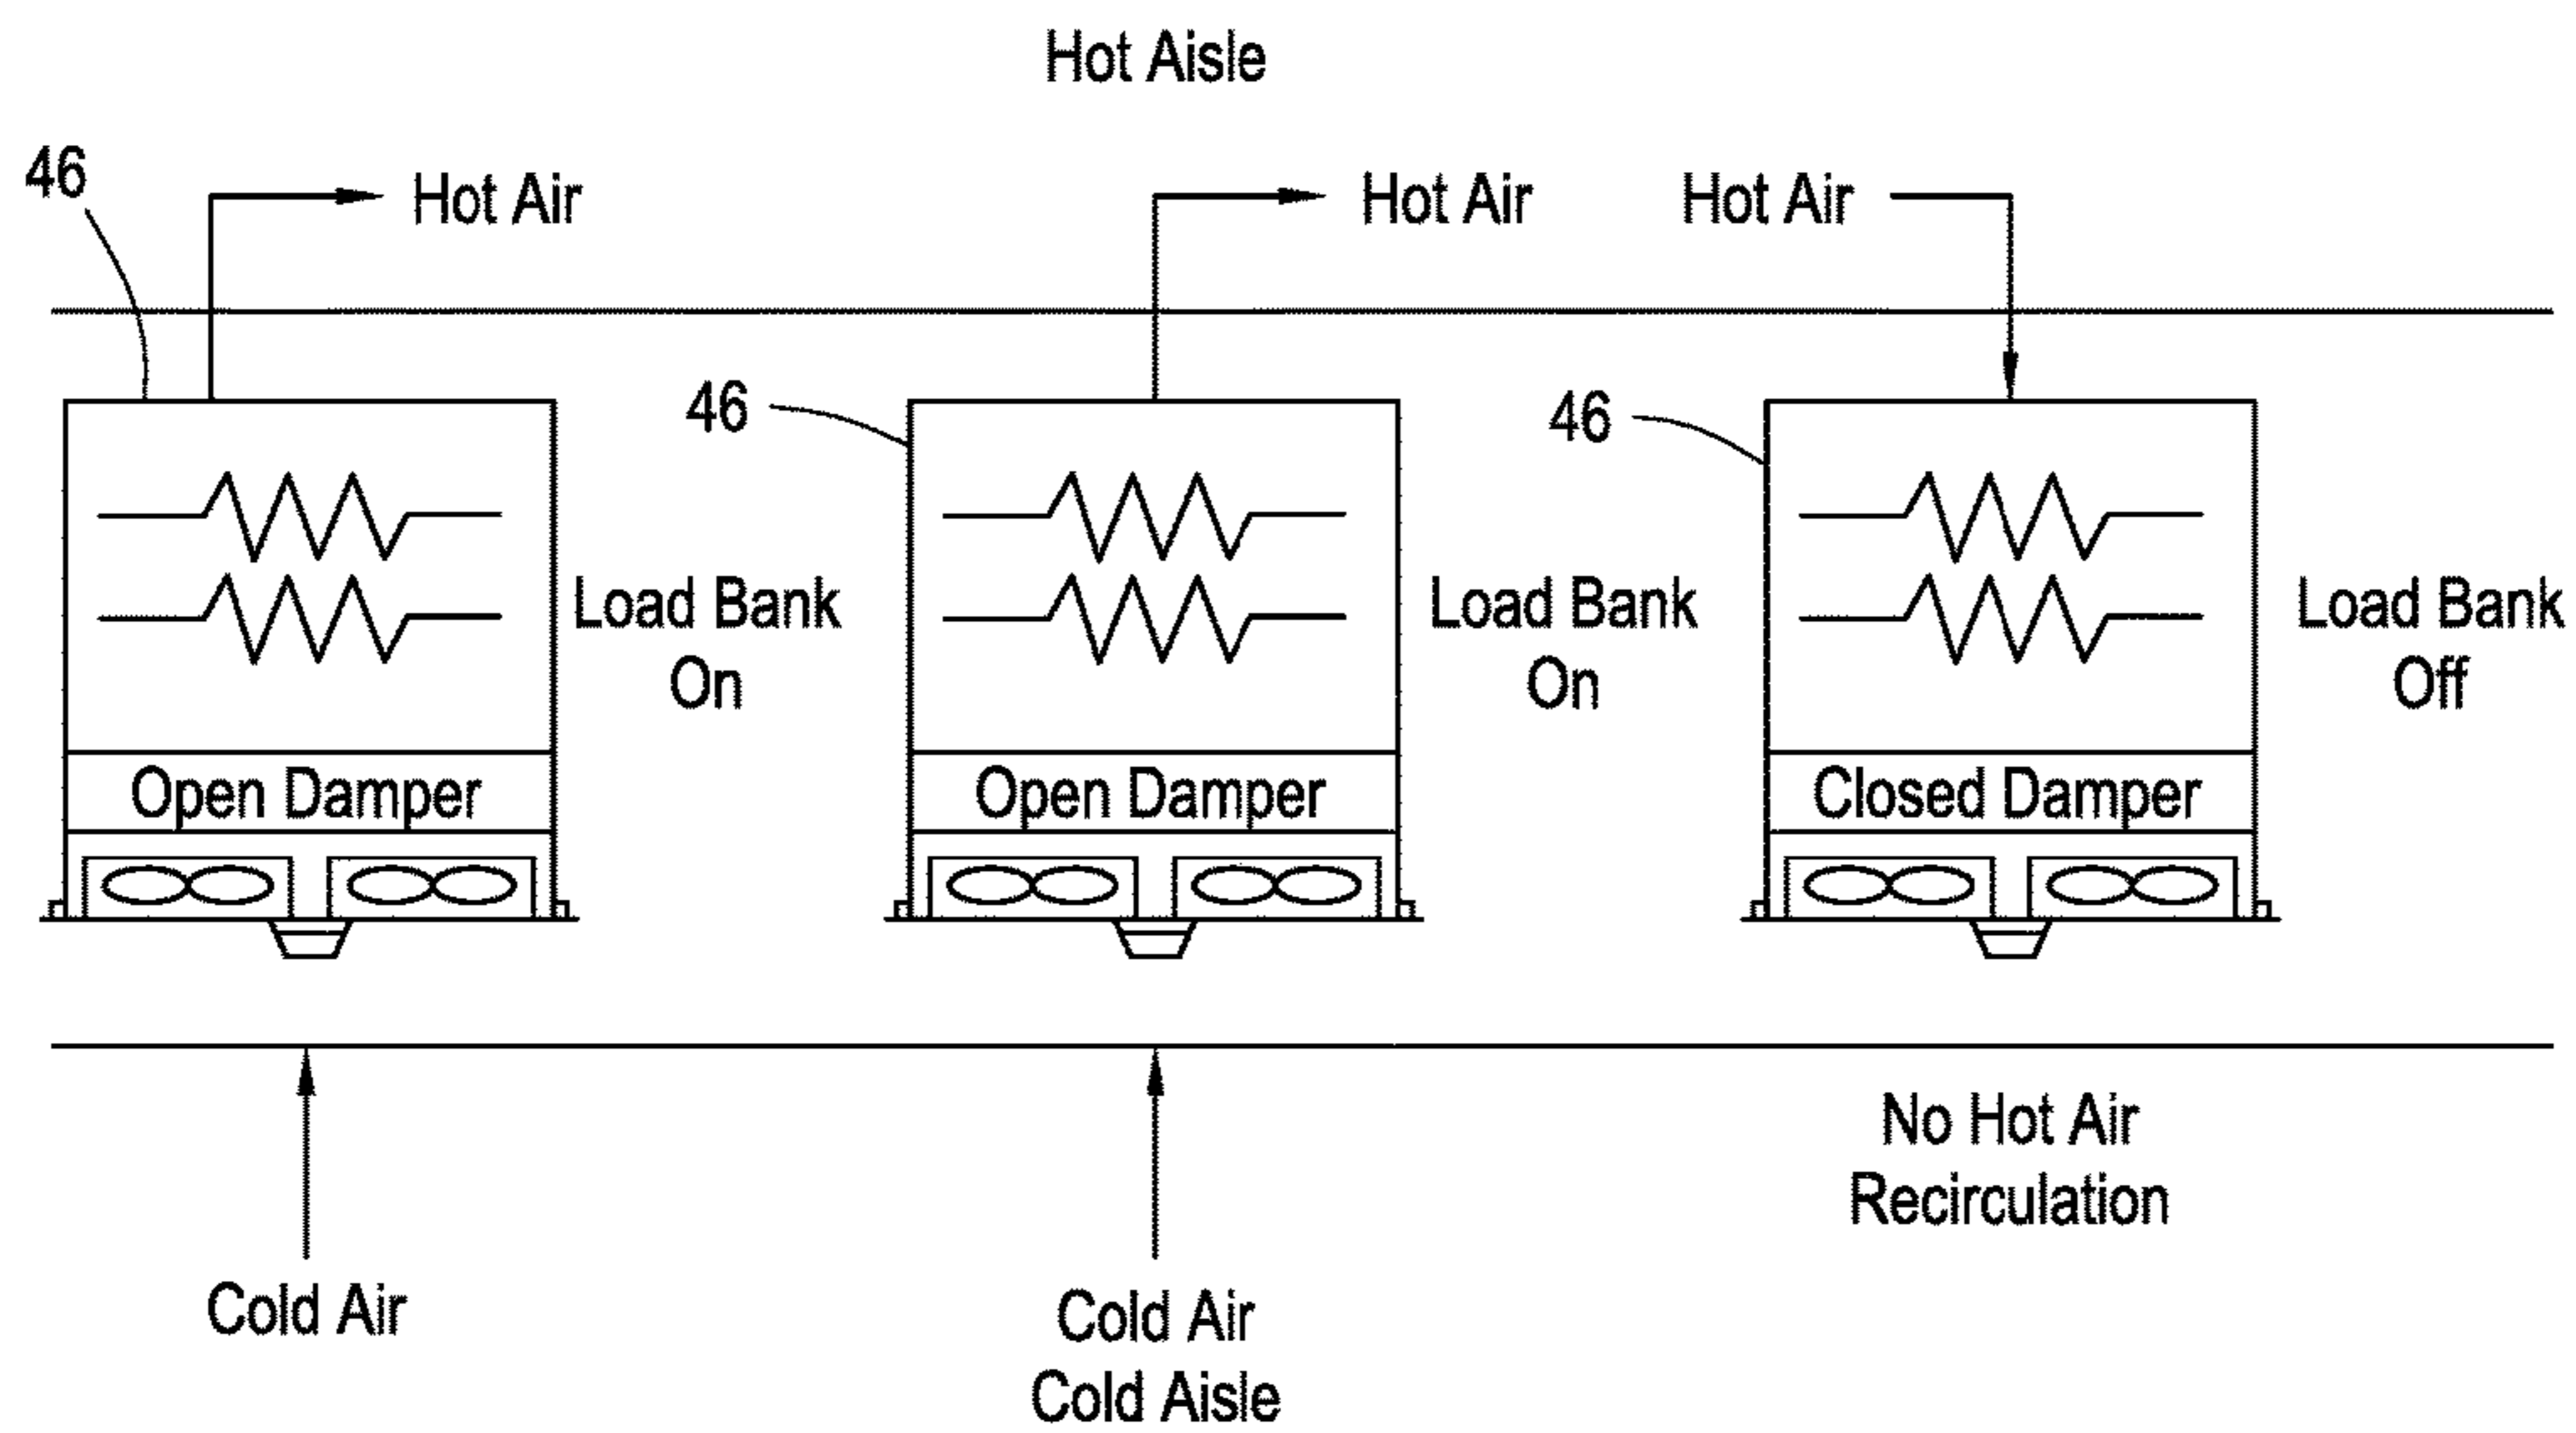 Hot Aisle
46
Hot Air
Hot Air
Hot Air
46
46
Load Bank
On
Load Bank
On
Load Bank
Off
Open Damper
Open Damper
Closed Damper
No Hot Air
Recirculation
Cold Air
Cold Air
Cold Aisle